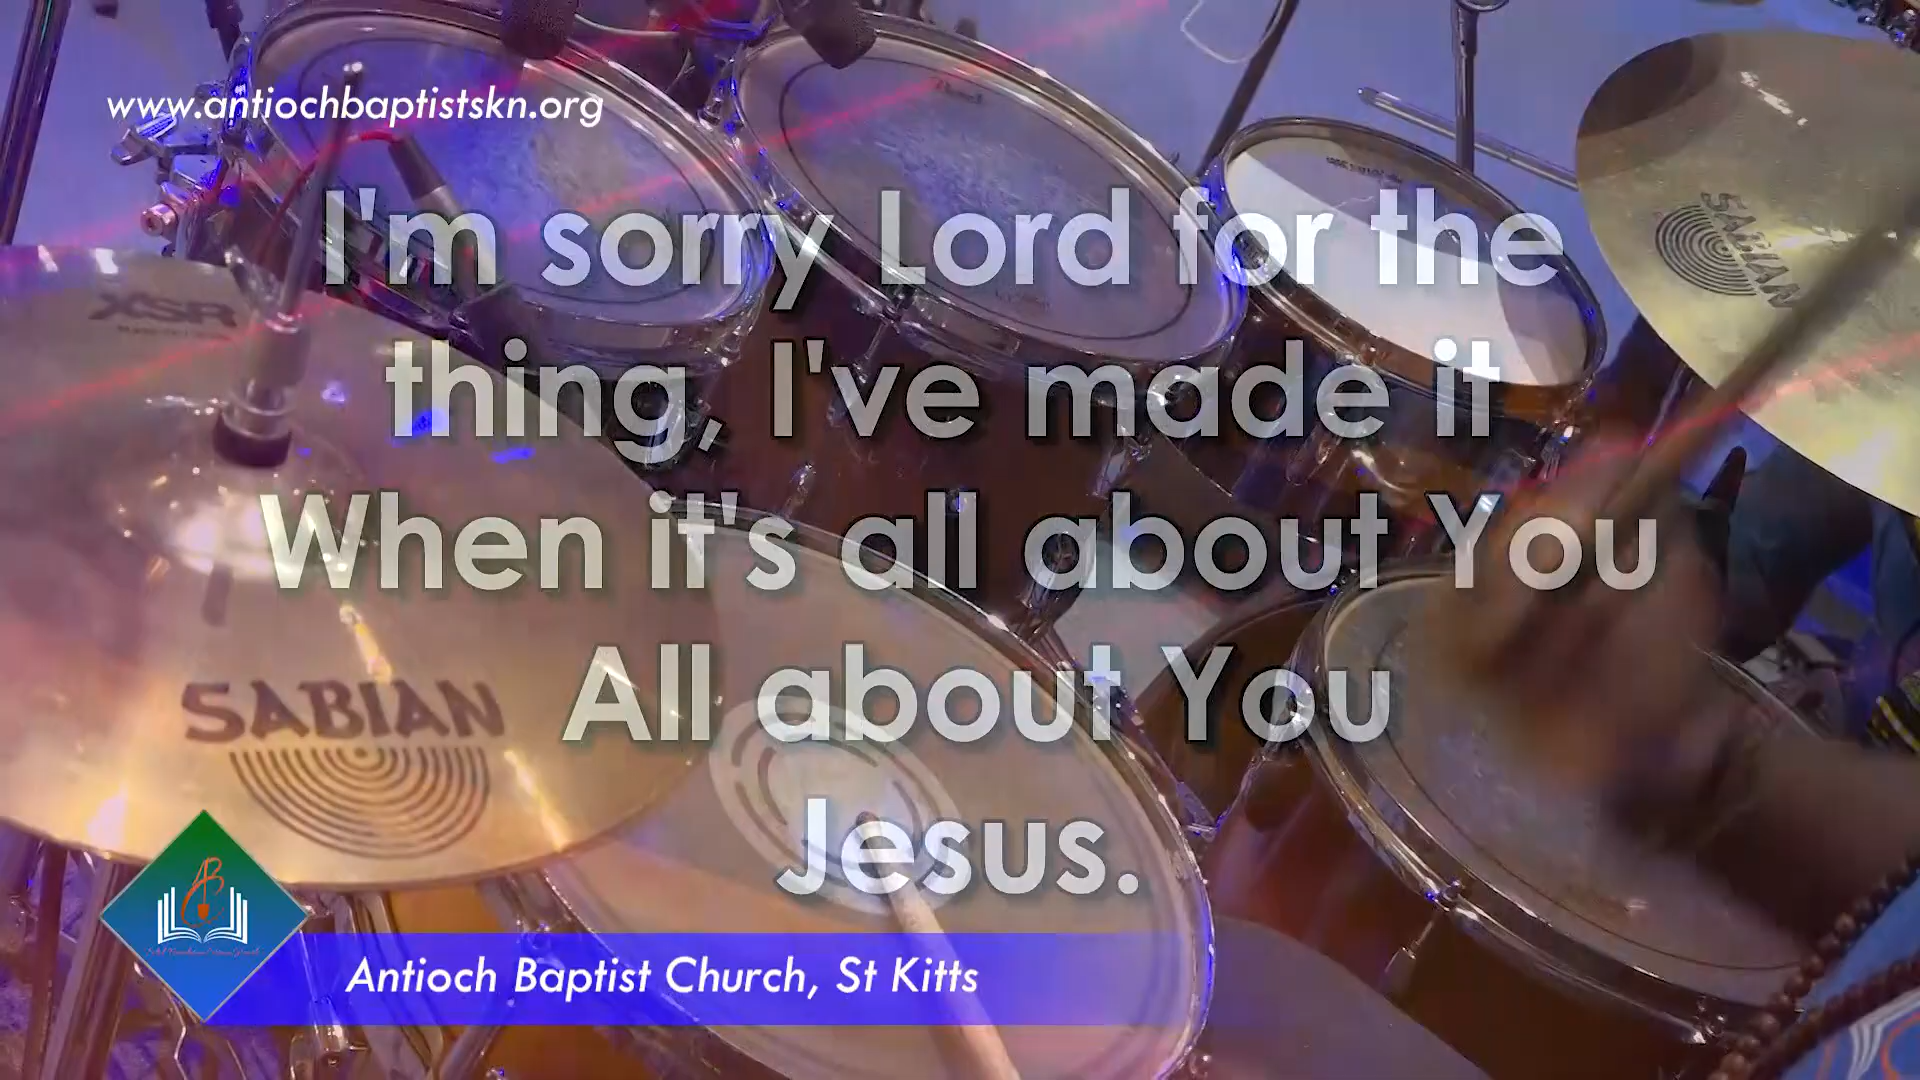 www.antiochbaptistskn.org
I'm sorry Lord for the
thing, I've made it
When it's all about You
All about You
Jesus.
XSR
SABIAN
SABIAN
Antioch Baptist Church, St Kitts